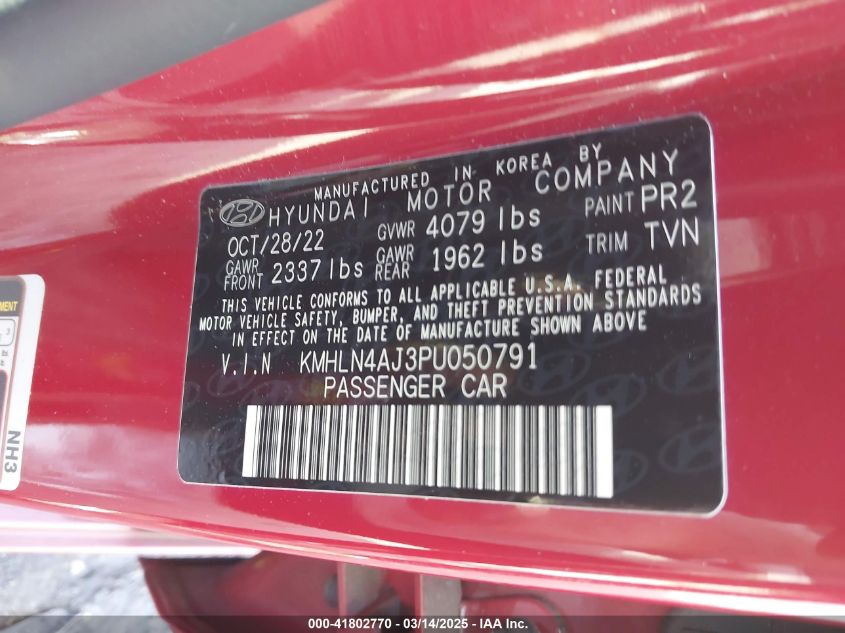 MANUFACTURED IN KOREA BY
HYUNDAI MOTOR COMPANY
OCT/28/22 GVWR 4079 lbs PAINT PR2
GAWR FRONT 2337 lbs GAWR REAR 1962 lbs TRIM TVN
THIS VEHICLE CONFORMS TO ALL APPLICABLE U.S.A. FEDERAL
MOTOR VEHICLE SAFETY, BUMPER, AND THEFT PREVENTION STANDARDS
IN EFFECT ON THE DATE OF MANUFACTURE SHOWN ABOVE
V.I.N KMHLN4AJ3PU050791
PASSENGER CAR
MENT
3
NH3
000-41802770 - 03/14/2025 - IAA Inc.